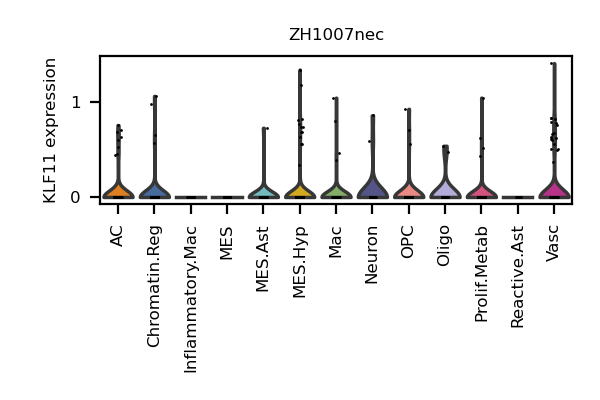 ZH1007nec
KLF11 expression
1
0
AC
Chromatin.Reg
Inflammatory.Mac
MES
MES.Ast
MES.Hyp
Mac
Neuron
OPC
Oligo
Prolif.Metab
Reactive.Ast
Vasc